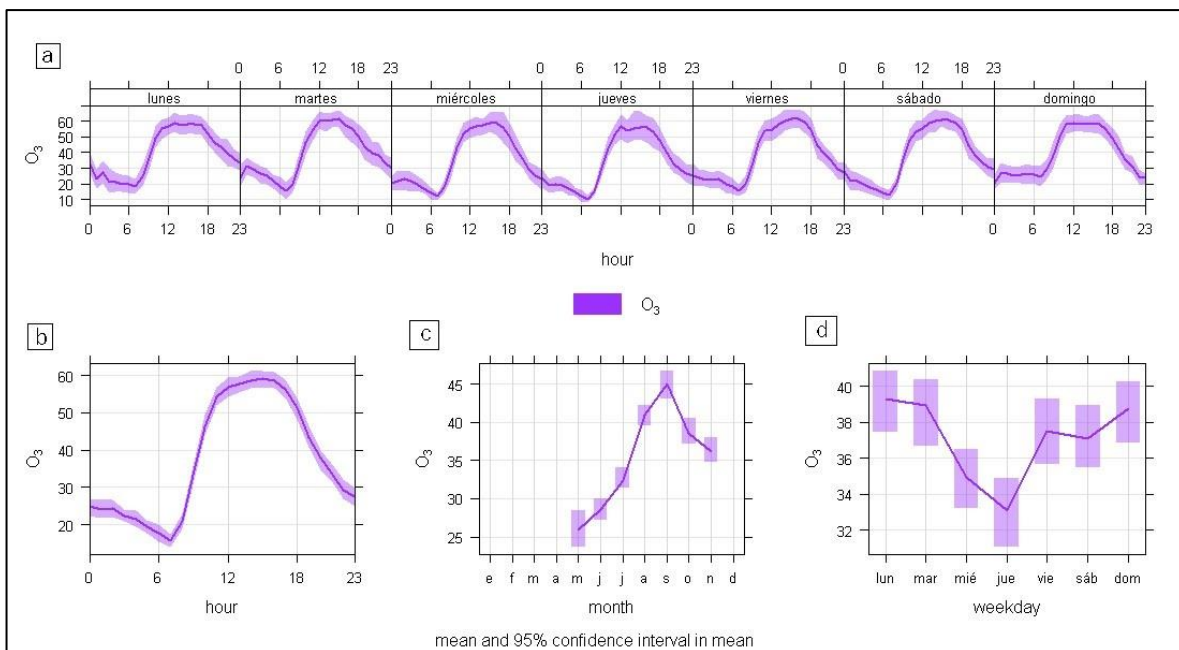 a
0 6 12 18 23 0 6 12 18 23 0 6 12 18 23
lunes martes miércoles jueves viernes sábado domingo
O3
60
50
40
30
20
10
0 6 12 18 23 0 6 12 18 23 0 6 12 18 23 0 6 12 18 23
hour
O3
b
O3
60
50
40
30
20
0 6 12 18 23
hour
c
O3
45
40
35
30
25
e f m a m j j a s o n d
month
d
O3
40
38
36
34
32
lun mar mié jue vie sáb dom
weekday
mean and 95% confidence interval in mean